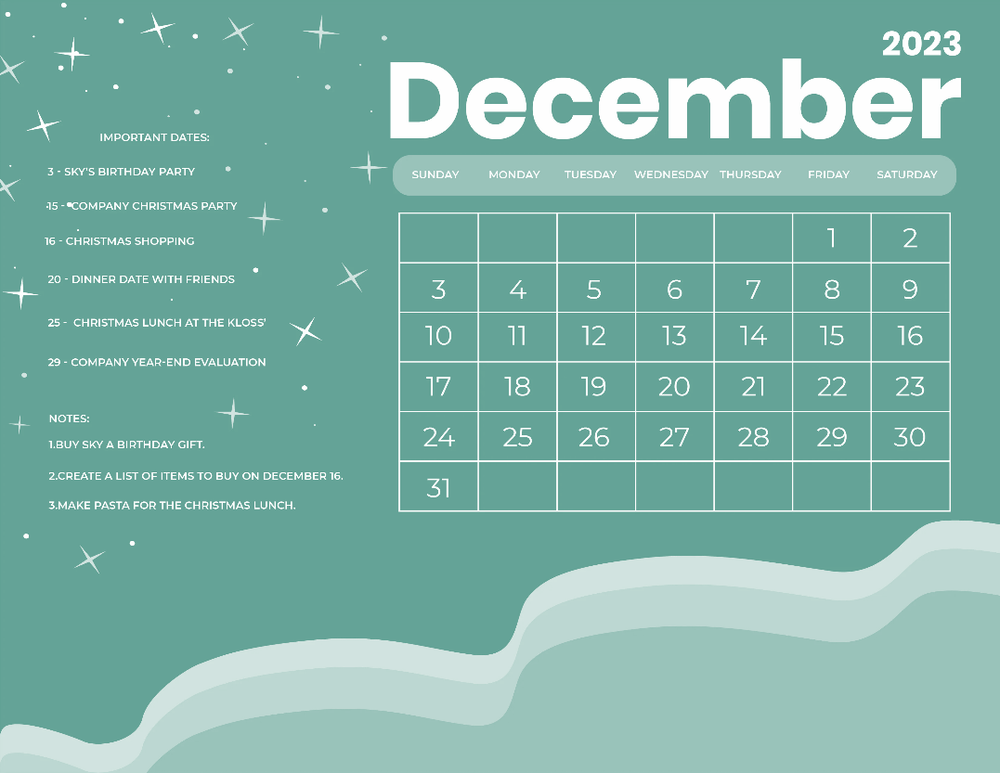 2023
December
IMPORTANT DATES:
3 - SKY'S BIRTHDAY PARTY
15 - COMPANY CHRISTMAS PARTY
16 - CHRISTMAS SHOPPING
20 - DINNER DATE WITH FRIENDS
25 - CHRISTMAS LUNCH AT THE KLOSS'
29 - COMPANY YEAR-END EVALUATION
NOTES:
1.BUY SKY A BIRTHDAY GIFT.
2.CREATE A LIST OF ITEMS TO BUY ON DECEMBER 16.
3.MAKE PASTA FOR THE CHRISTMAS LUNCH.
SUNDAY MONDAY TUESDAY WEDNESDAY THURSDAY FRIDAY SATURDAY
1 2
3 4 5 6 7 8 9
10 11 12 13 14 15 16
17 18 19 20 21 22 23
24 25 26 27 28 29 30
31